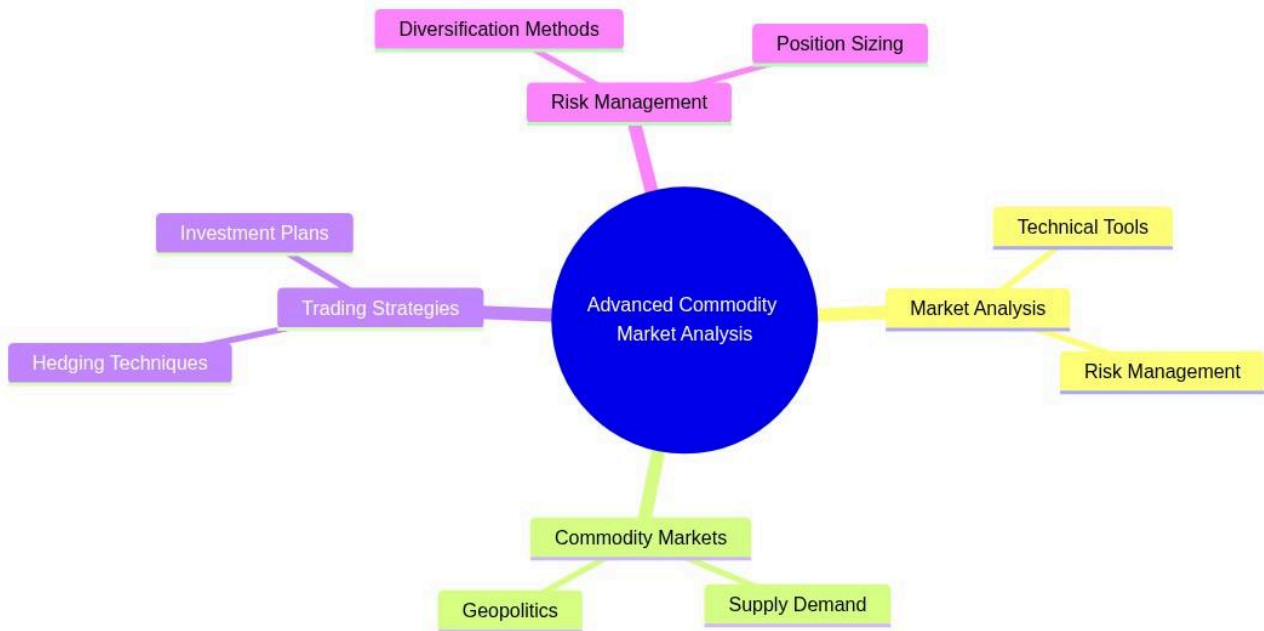 Diversification Methods
Position Sizing
Risk Management
Investment Plans
Technical Tools
Trading Strategies
Advanced Commodity
Market Analysis
Market Analysis
Hedging Techniques
Risk Management
Commodity Markets
Geopolitics
Supply Demand